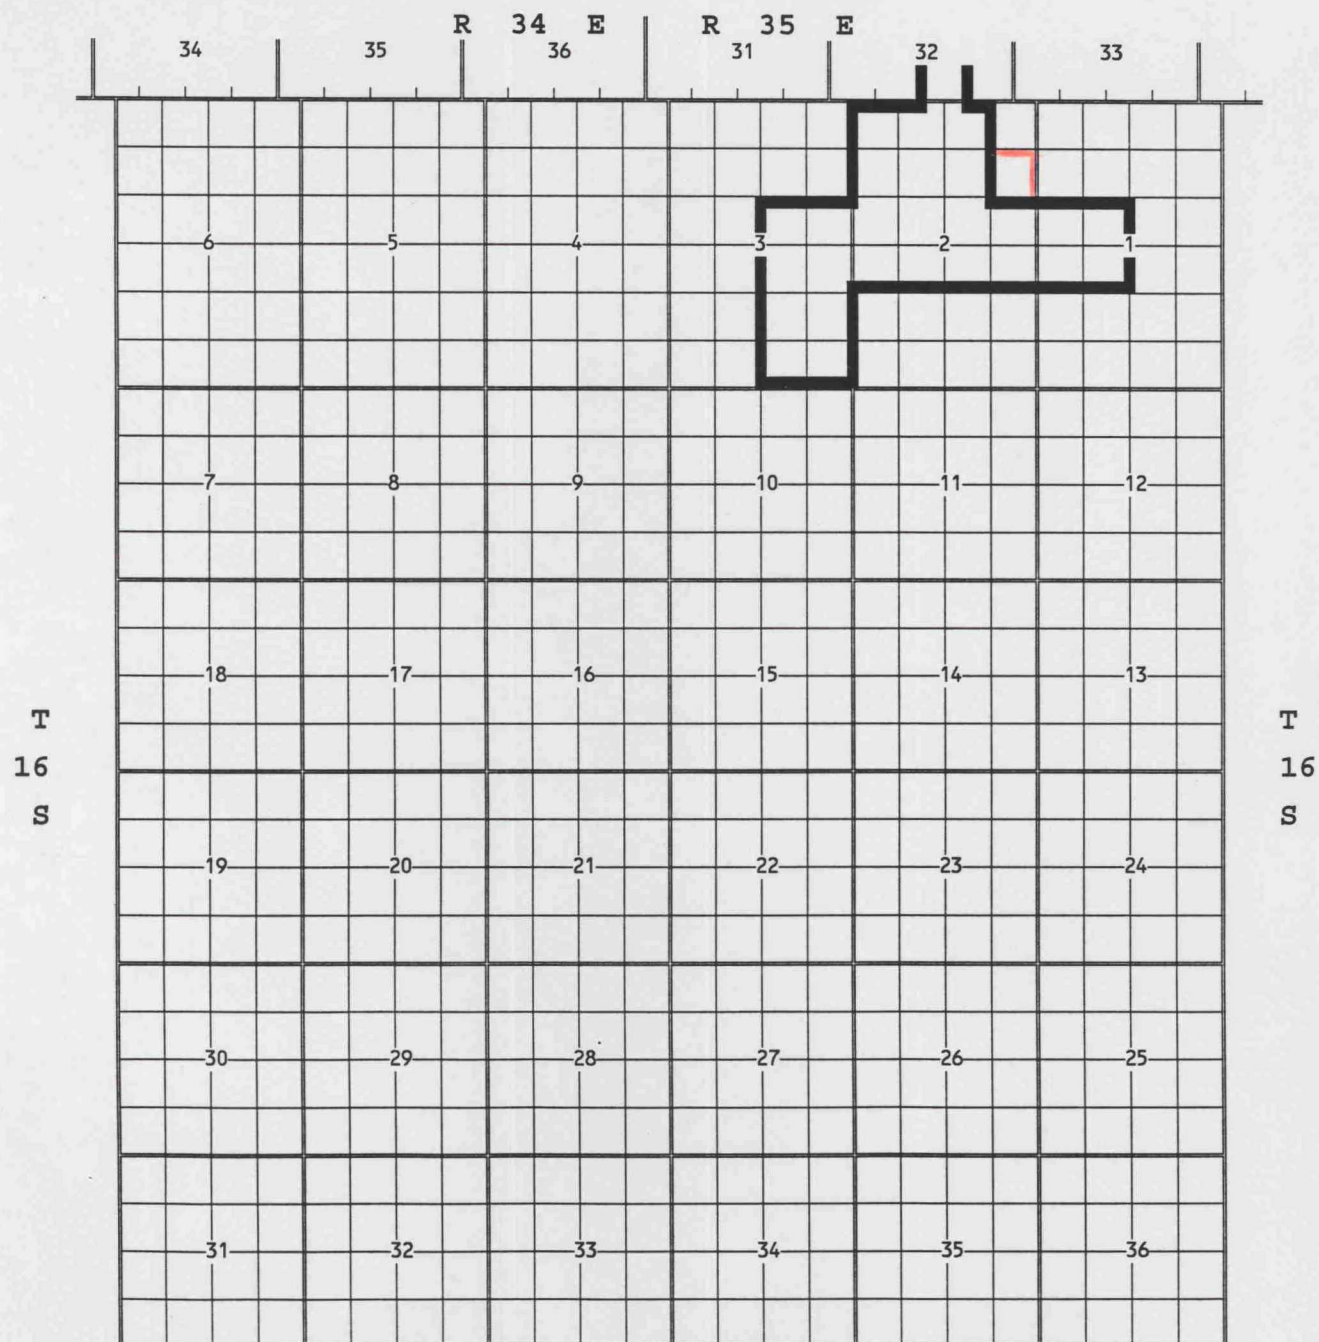 R 34 E R 35 E
34 35 36 31 32 33
6 5 4 3 2 1
7 8 9 10 11 12
T T
18 17 16 15 14 13
16 16
S S
19 20 21 22 23 24
30 29 28 27 26 25
31 32 33 34 35 36